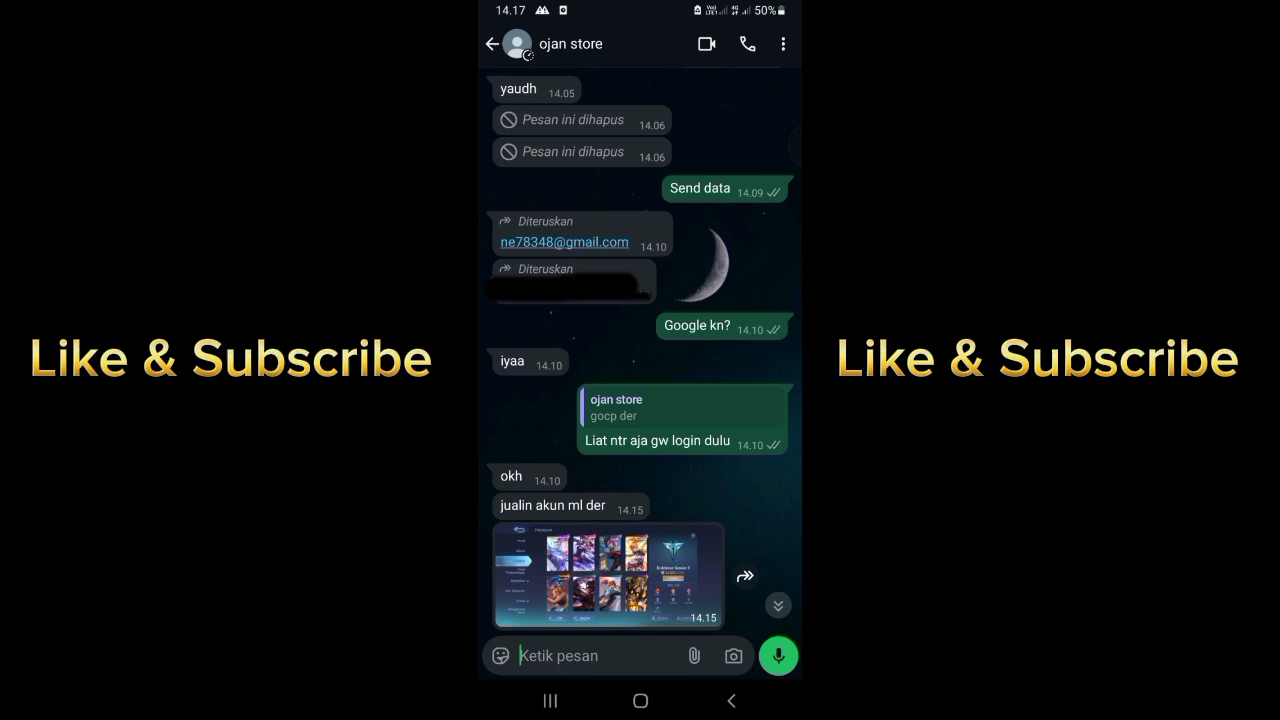 14.17
50%
ojan store
yaudh 14.05
Pesan ini dihapus 14.06
Pesan ini dihapus 14.06
Send data 14.09
Diteruskan
ne78348@gmail.com 14.10
Diteruskan
Google kn? 14.10
iyaa 14.10
ojan store
gocp der
Liat ntr aja gw login dulu 14.10
okh 14.10
jualin akun ml der 14.15
14.15
Ketik pesan
Like & Subscribe
Like & Subscribe